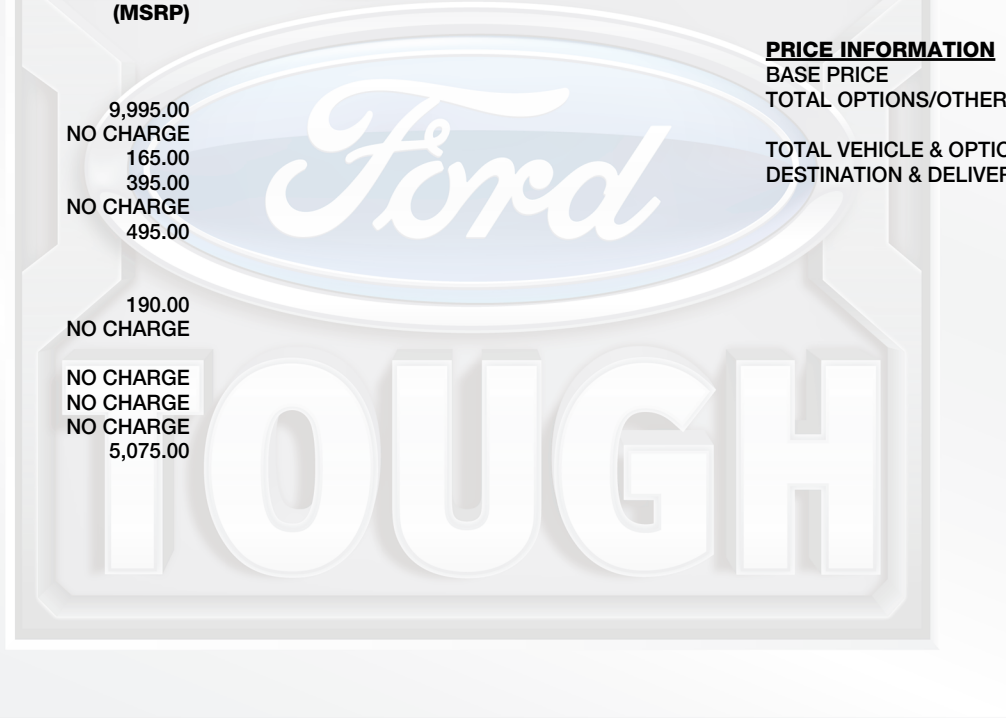 (MSRP)
9,995.00
NO CHARGE
165.00
395.00
NO CHARGE
495.00
190.00
NO CHARGE
NO CHARGE
NO CHARGE
NO CHARGE
5,075.00
PRICE INFORMATION
BASE PRICE
TOTAL OPTIONS/OTHER
TOTAL VEHICLE & OPTIO
DESTINATION & DELIVER
Ford
TOUGH